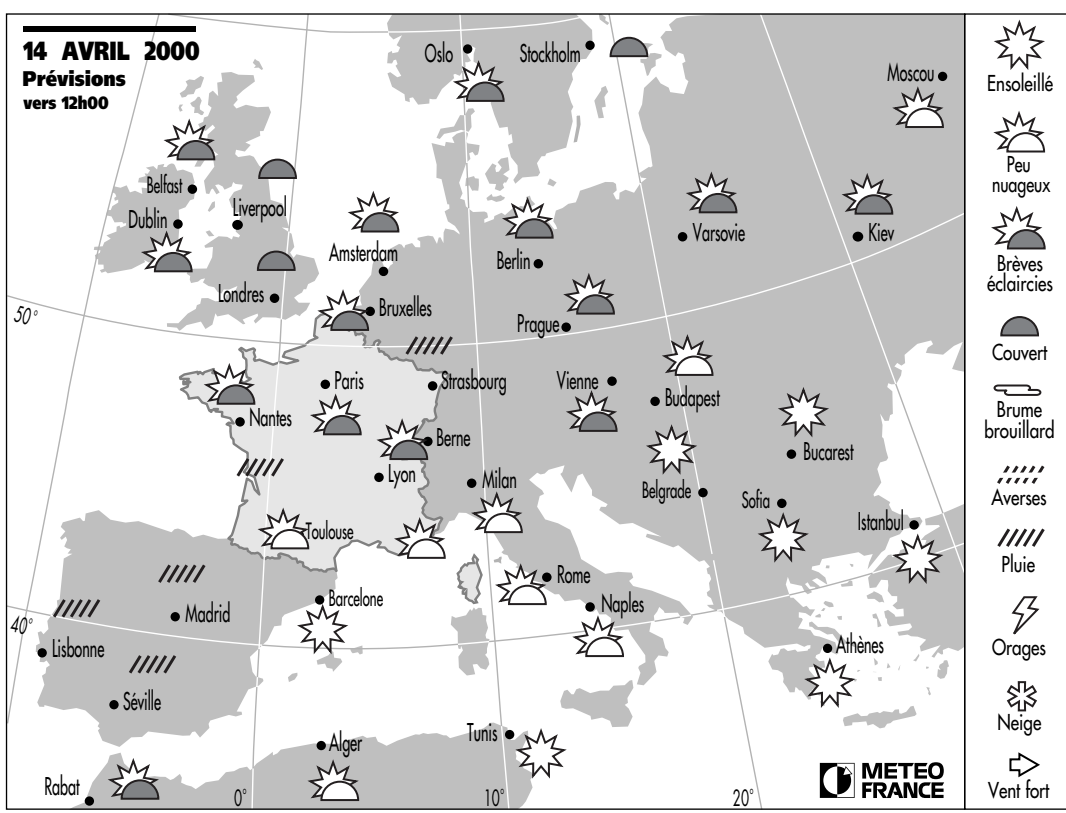 14 AVRIL 2000
Prévisions
vers 12h00
Oslo
Stockholm
Moscou
Belfast
Dublin
Liverpool
Amsterdam
Londres
Bruxelles
Berlin
Varsovie
Kiev
50°
Prague
Paris
Strasbourg
Vienne
Budapest
Nantes
Berne
Lyon
Milan
Bucarest
Belgrade
Sofia
Istanbul
Toulouse
Rome
Naples
Barcelone
Madrid
40°
Lisbonne
Athènes
Séville
Alger
Tunis
Rabat
0°
10°
20°
METEO
FRANCE
Ensoleillé
Peu
nuageux
Brèves
éclaircies
Couvert
Brume
brouillard
Averses
Pluie
Orages
Neige
Vent fort